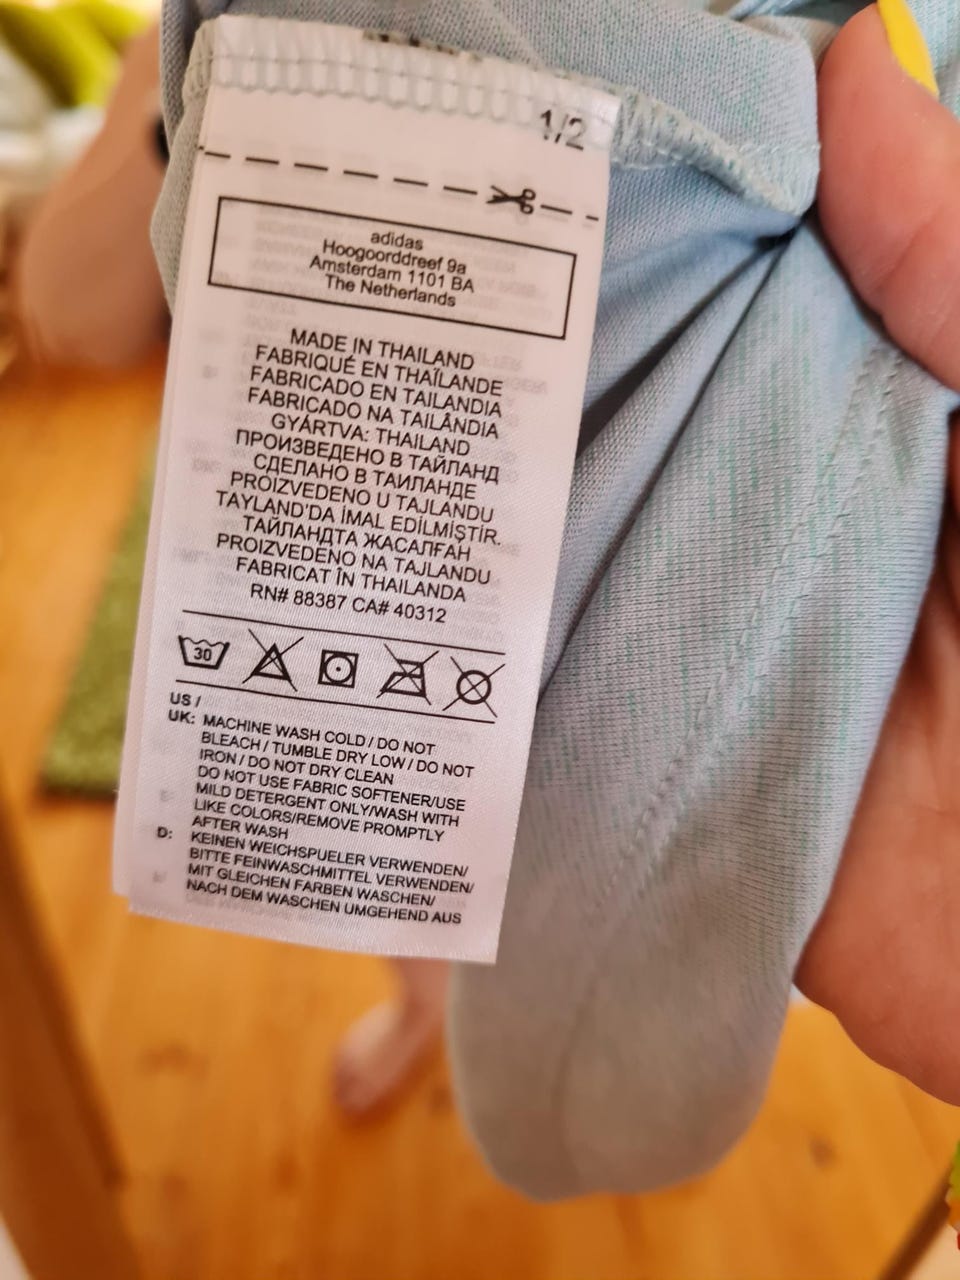 1/2
adidas
Hoogoorddreef 9a
Amsterdam 1101 BA
The Netherlands
MADE IN THAILAND
FABRIQUÉ EN THAÏLANDE
FABRICADO EN TAILANDIA
FABRICADO NA TAILÂNDIA
GYÁRTVA: THAILAND
ПРОИЗВЕДЕНО В ТАЙЛАНД
СДЕЛАНО В ТАИЛАНДЕ
PROIZVEDENO U TAJLANDU
TAYLAND'DA İMAL EDİLMİŞTİR.
ТАЙЛАНДТА ЖАСАЛҒАН
PROIZVEDENO NA TAJLANDU
FABRICAT ÎN THAILANDA
RN# 88387 CA# 40312
30
US /
UK: MACHINE WASH COLD / DO NOT
BLEACH / TUMBLE DRY LOW / DO NOT
IRON / DO NOT DRY CLEAN
DO NOT USE FABRIC SOFTENER/USE
MILD DETERGENT ONLY/WASH WITH
LIKE COLORS/REMOVE PROMPTLY
AFTER WASH
D: KEINEN WEICHSPUELER VERWENDEN/
BITTE FEINWASCHMITTEL VERWENDEN/
MIT GLEICHEN FARBEN WASCHEN/
NACH DEM WASCHEN UMGEHEND AUS